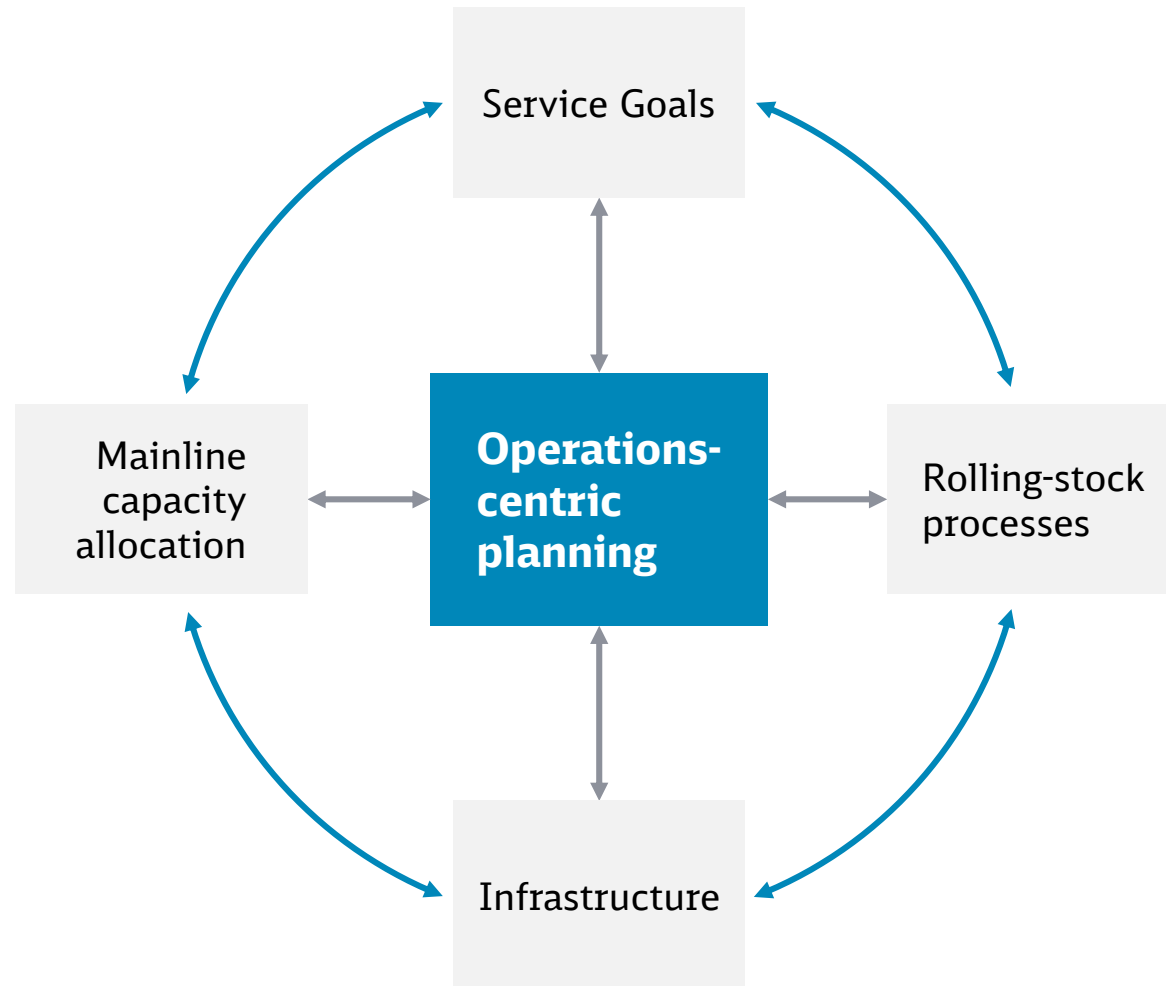 Service Goals
Mainline
capacity
allocation
Operations-
centric
planning
Rolling-stock
processes
Infrastructure